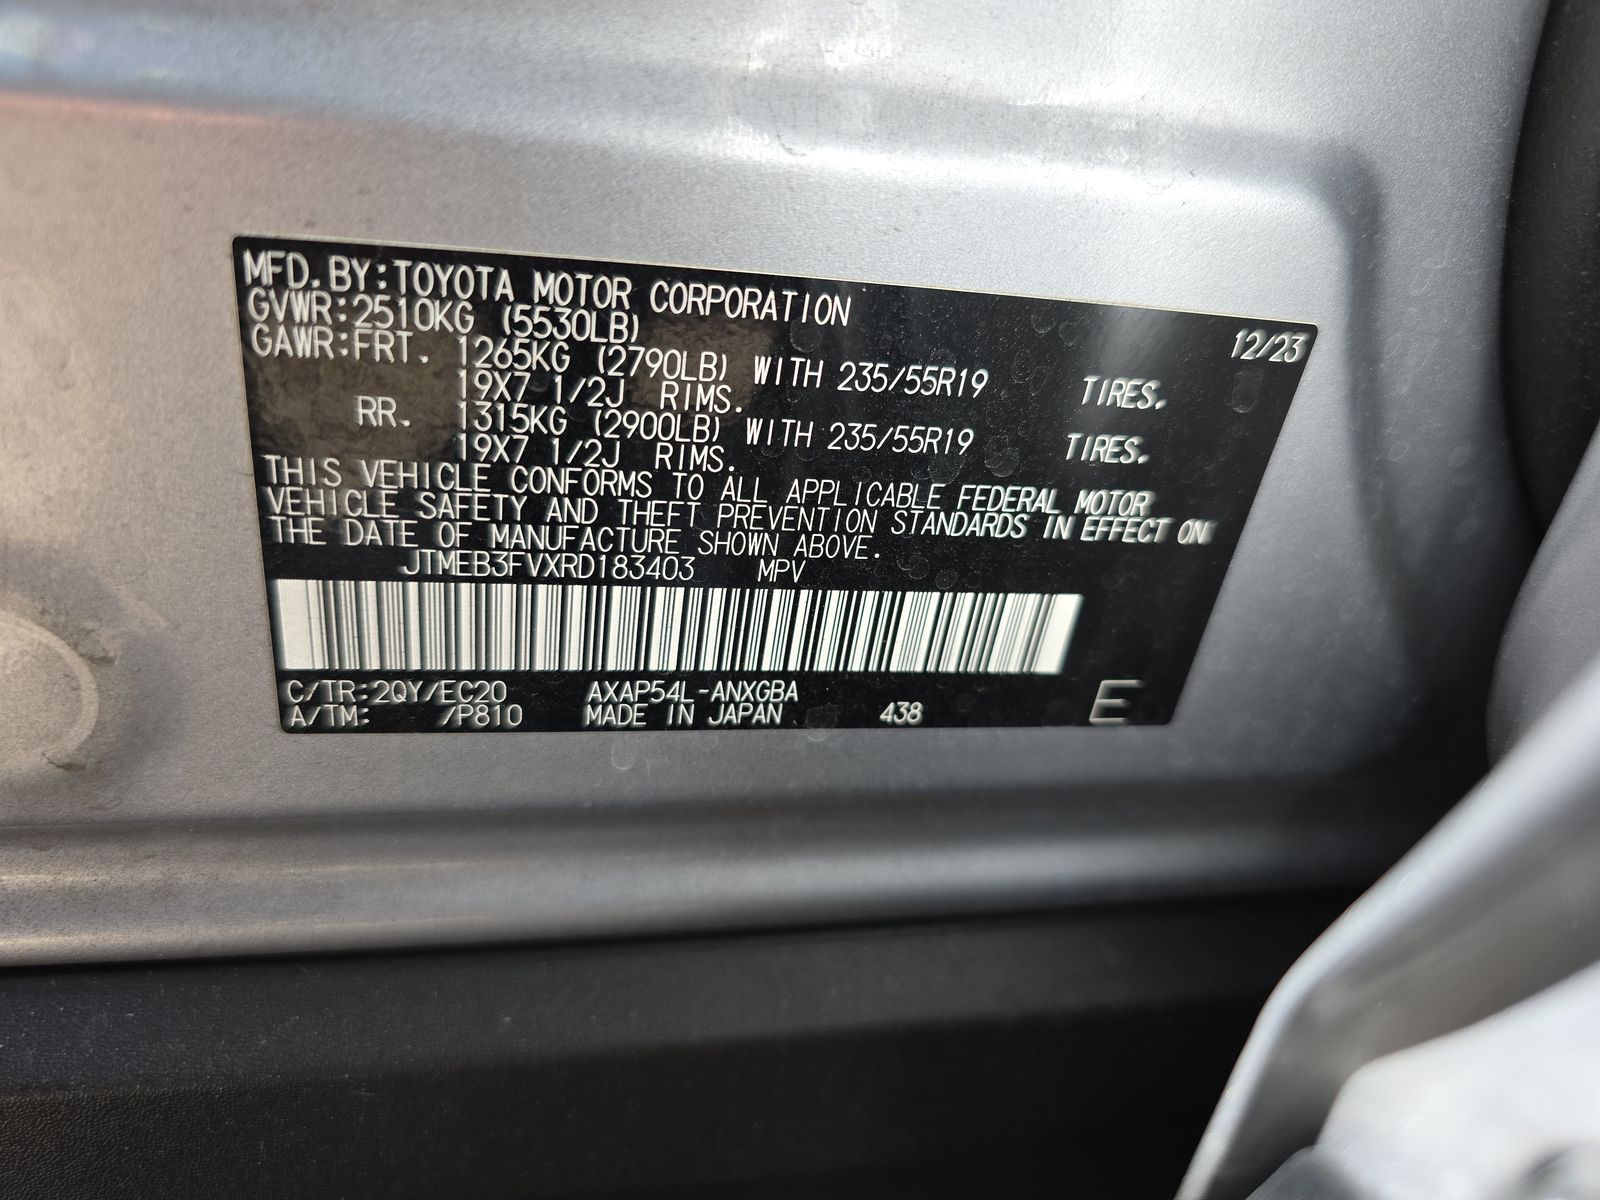 MFD.BY:TOYOTA MOTOR CORPORATION 12/23
GVWR:2510KG (5530LB)
GAWR:FRT. 1265KG (2790LB) WITH 235/55R19 TIRES.
19X7 1/2J RIMS.
RR. 1315KG (2900LB) WITH 235/55R19 TIRES.
19X7 1/2J RIMS.
THIS VEHICLE CONFORMS TO ALL APPLICABLE FEDERAL MOTOR
VEHICLE SAFETY AND THEFT PREVENTION STANDARDS IN EFFECT ON
THE DATE OF MANUFACTURE SHOWN ABOVE.
JTMEB3FVXRD183403 MPV
C/TR:2QY/EC20 AXAP54L-ANXGBA
A/TM: /P810 MADE IN JAPAN 438 E